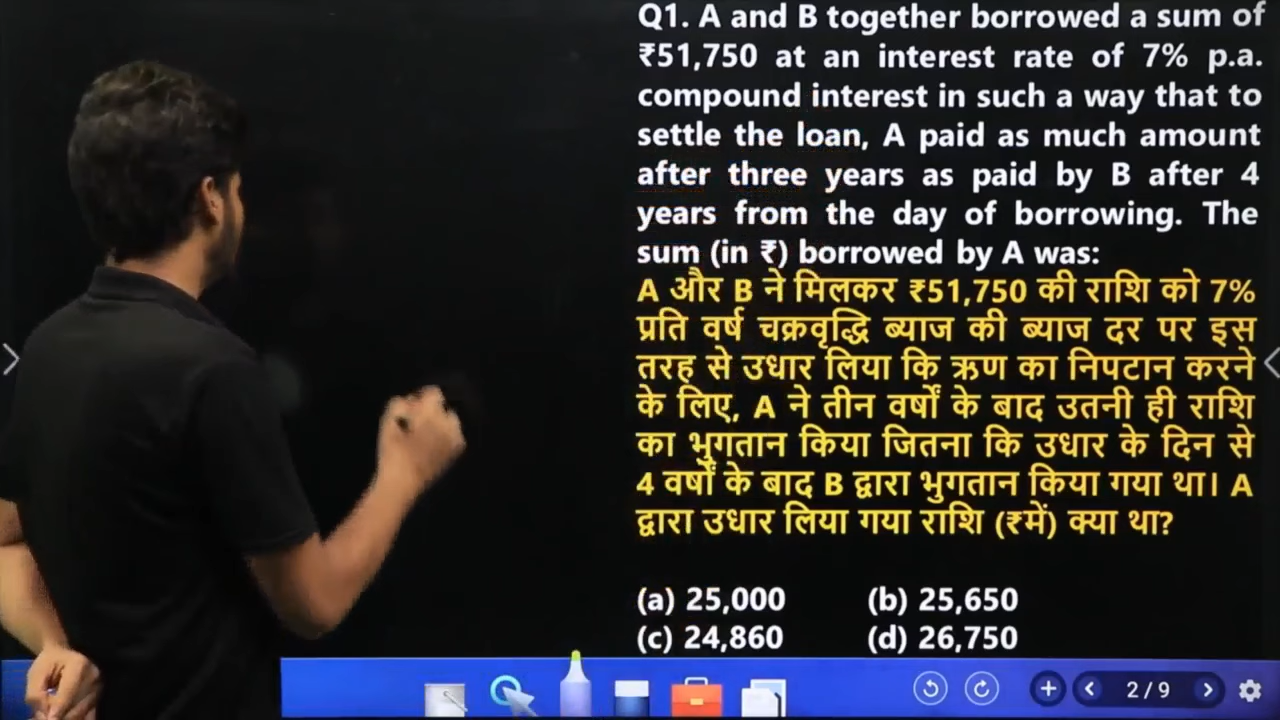 Q1. A and B together borrowed a sum of
₹51,750 at an interest rate of 7% p.a.
compound interest in such a way that to
settle the loan, A paid as much amount
after three years as paid by B after 4
years from the day of borrowing. The
sum (in ₹) borrowed by A was:
A और B ने मिलकर ₹51,750 की राशि को 7%
प्रति वर्ष चक्रवृद्धि ब्याज की ब्याज दर पर इस
तरह से उधार लिया कि ऋण का निपटान करने
के लिए, A ने तीन वर्षों के बाद उतनी ही राशि
का भुगतान किया जितना कि उधार के दिन से
4 वर्षों के बाद B द्वारा भुगतान किया गया था। A
द्वारा उधार लिया गया राशि (₹में) क्या था?
(a) 25,000 (b) 25,650
(c) 24,860 (d) 26,750
2 / 9